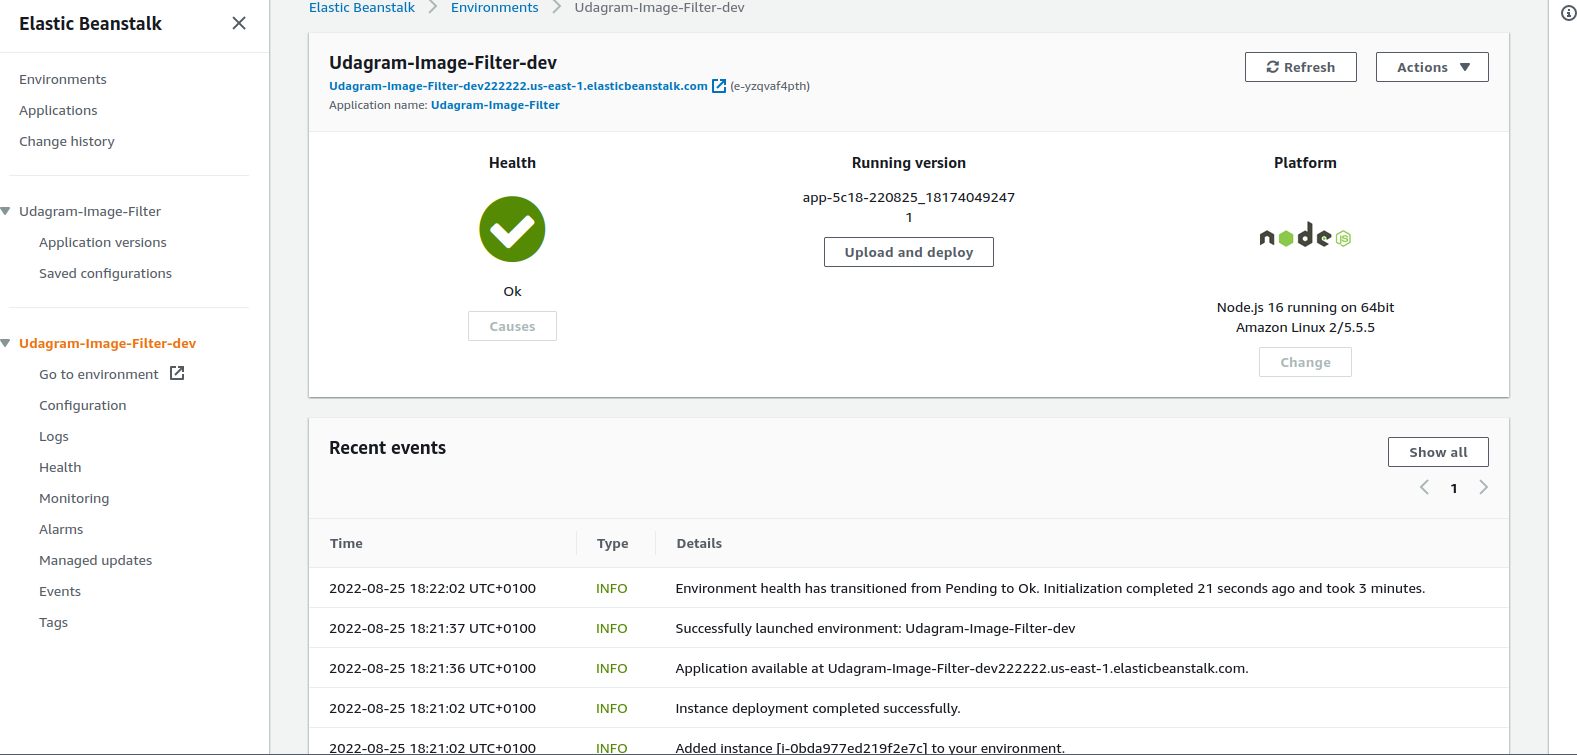 Elastic Beanstalk
Environments
Applications
Change history
Udagram-Image-Filter
Application versions
Saved configurations
Udagram-Image-Filter-dev
Go to environment
Configuration
Logs
Health
Monitoring
Alarms
Managed updates
Events
Tags
Elastic Beanstalk Environments Udagram-Image-Filter-dev
Udagram-Image-Filter-dev
Udagram-Image-Filter-dev222222.us-east-1.elasticbeanstalk.com (e-yzqvaf4pth)
Application name: Udagram-Image-Filter
Refresh
Actions
Health
Ok
Causes
Running version
app-5c18-220825_18174049247
1
Upload and deploy
Platform
node JS
Node.js 16 running on 64bit
Amazon Linux 2/5.5.5
Change
Recent events
Show all
1
Time Type Details
2022-08-25 18:22:02 UTC+0100 INFO Environment health has transitioned from Pending to Ok. Initialization completed 21 seconds ago and took 3 minutes.
2022-08-25 18:21:37 UTC+0100 INFO Successfully launched environment: Udagram-Image-Filter-dev
2022-08-25 18:21:36 UTC+0100 INFO Application available at Udagram-Image-Filter-dev222222.us-east-1.elasticbeanstalk.com.
2022-08-25 18:21:02 UTC+0100 INFO Instance deployment completed successfully.
2022-08-25 18:21:02 UTC+0100 INFO Added instance [i-0bda977ed219f2e7c] to your environment.